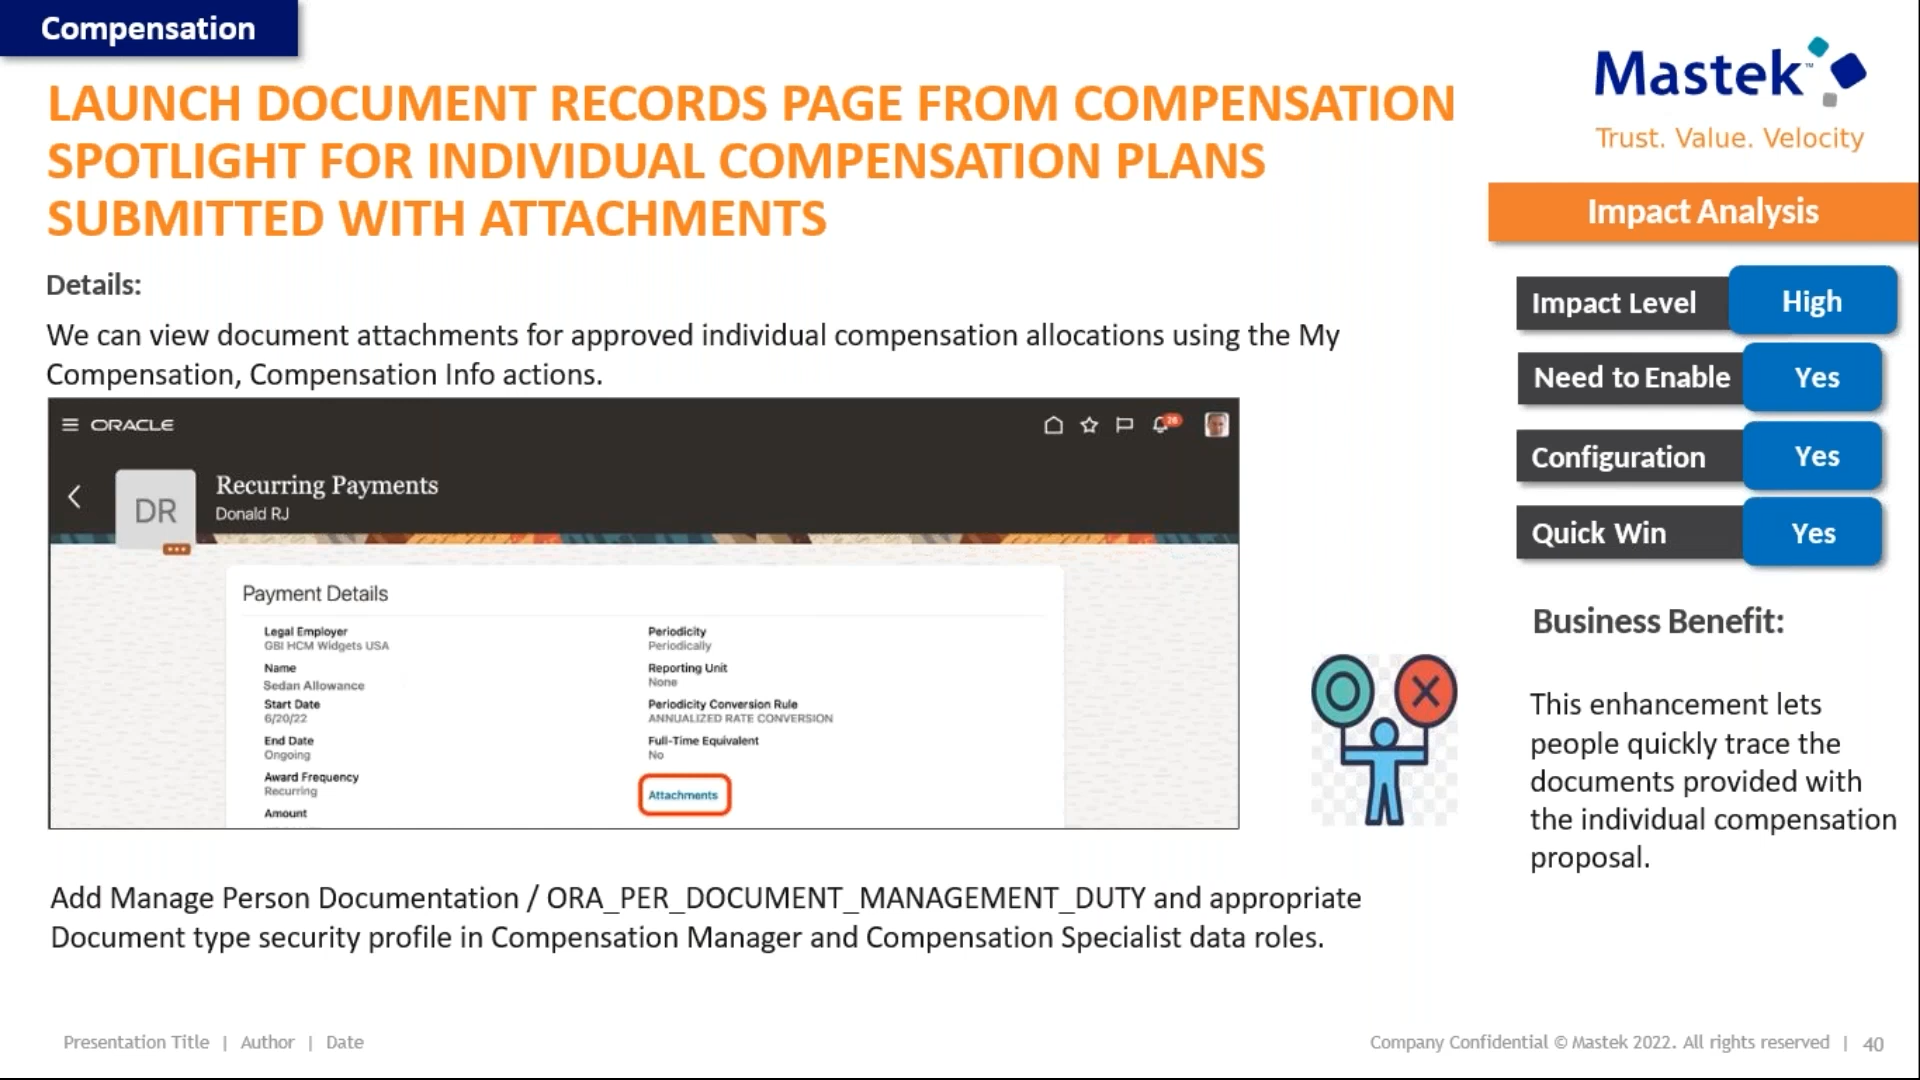 Compensation
Mastek™
Trust. Value. Velocity
LAUNCH DOCUMENT RECORDS PAGE FROM COMPENSATION
SPOTLIGHT FOR INDIVIDUAL COMPENSATION PLANS
SUBMITTED WITH ATTACHMENTS
Details:
We can view document attachments for approved individual compensation allocations using the My
Compensation, Compensation Info actions.
ORACLE
26
DR
Recurring Payments
Donald RJ
Payment Details
Legal Employer
GBI HCM Widgets USA
Name
Sedan Allowance
Start Date
6/20/22
End Date
Ongoing
Award Frequency
Recurring
Amount
Periodicity
Periodically
Reporting Unit
None
Periodicity Conversion Rule
ANNUALIZED RATE CONVERSION
Full-Time Equivalent
No
Attachments
Add Manage Person Documentation / ORA_PER_DOCUMENT_MANAGEMENT_DUTY and appropriate
Document type security profile in Compensation Manager and Compensation Specialist data roles.
Impact Analysis
Impact Level High
Need to Enable Yes
Configuration Yes
Quick Win Yes
Business Benefit:
This enhancement lets
people quickly trace the
documents provided with
the individual compensation
proposal.
Presentation Title | Author | Date
Company Confidential © Mastek 2022. All rights reserved | 40